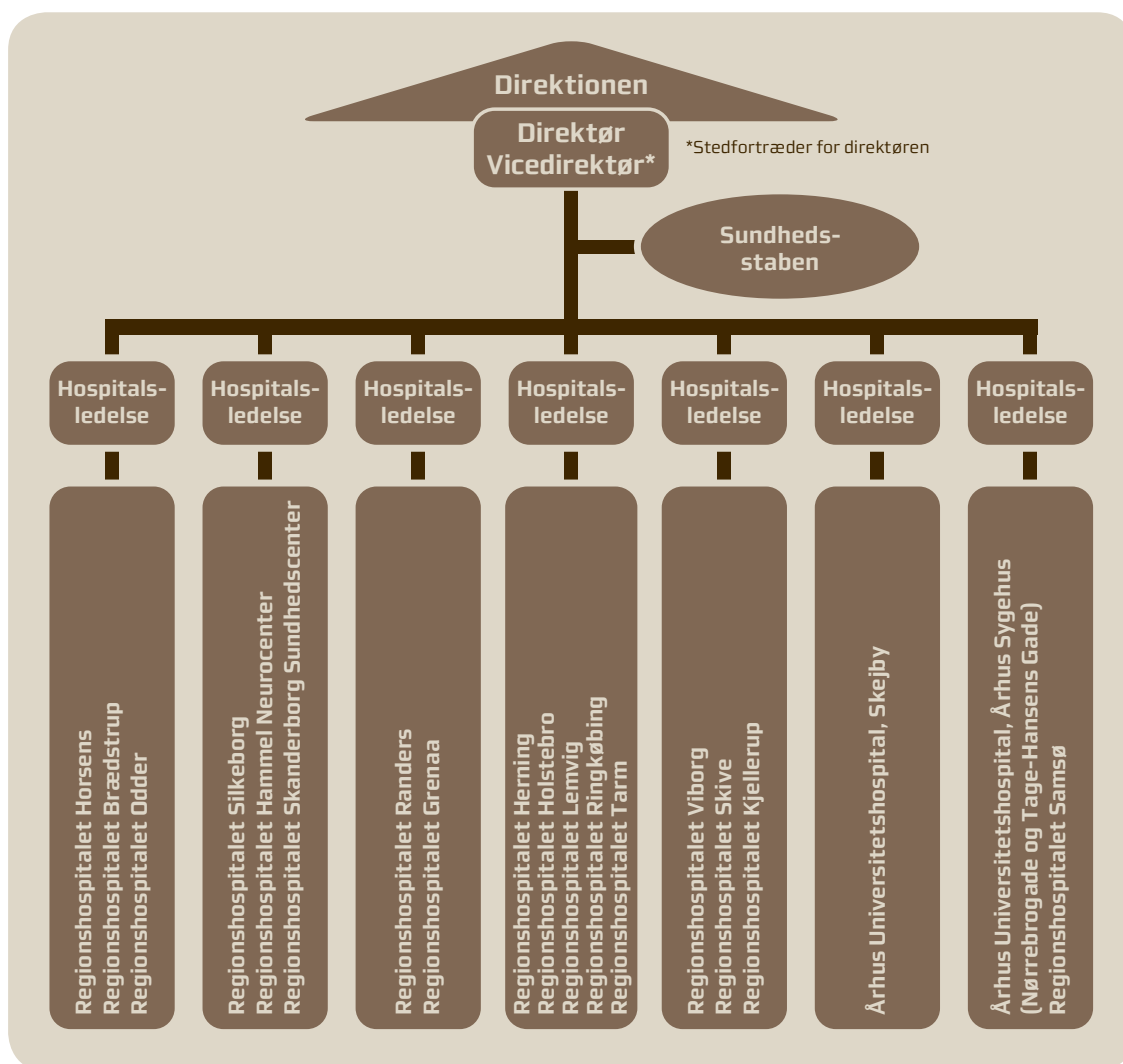 Direktionen
Direktør
Vicedirektør*
*Stedfortræder for direktøren
Sundheds-
staben
Hospitals-
ledelse
Hospitals-
ledelse
Hospitals-
ledelse
Hospitals-
ledelse
Hospitals-
ledelse
Hospitals-
ledelse
Hospitals-
ledelse
Regionshospitalet Horsens
Regionshospitalet Brædstrup
Regionshospitalet Odder
Regionshospitalet Silkeborg
Regionshospitalet Hammel Neurocenter
Regionshospitalet Skanderborg Sundhedscenter
Regionshospitalet Randers
Regionshospitalet Grenaa
Regionshospitalet Herning
Regionshospitalet Holstebro
Regionshospitalet Lemvig
Regionshospitalet Ringkøbing
Regionshospitalet Tarm
Regionshospitalet Viborg
Regionshospitalet Skive
Regionshospitalet Kjellerup
Århus Universitetshospital, Skejby
Århus Universitetshospital, Århus Sygehus
(Nørrebrogade og Tage-Hansens Gade)
Regionshospitalet Samsø